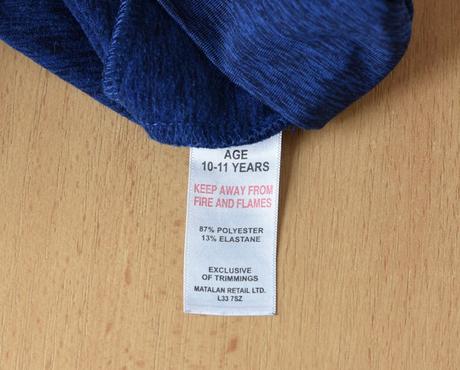 AGE
10-11 YEARS
KEEP AWAY FROM
FIRE AND FLAMES
87% POLYESTER
13% ELASTANE
EXCLUSIVE
OF TRIMMINGS
MATALAN RETAIL LTD.
L33 7SZ